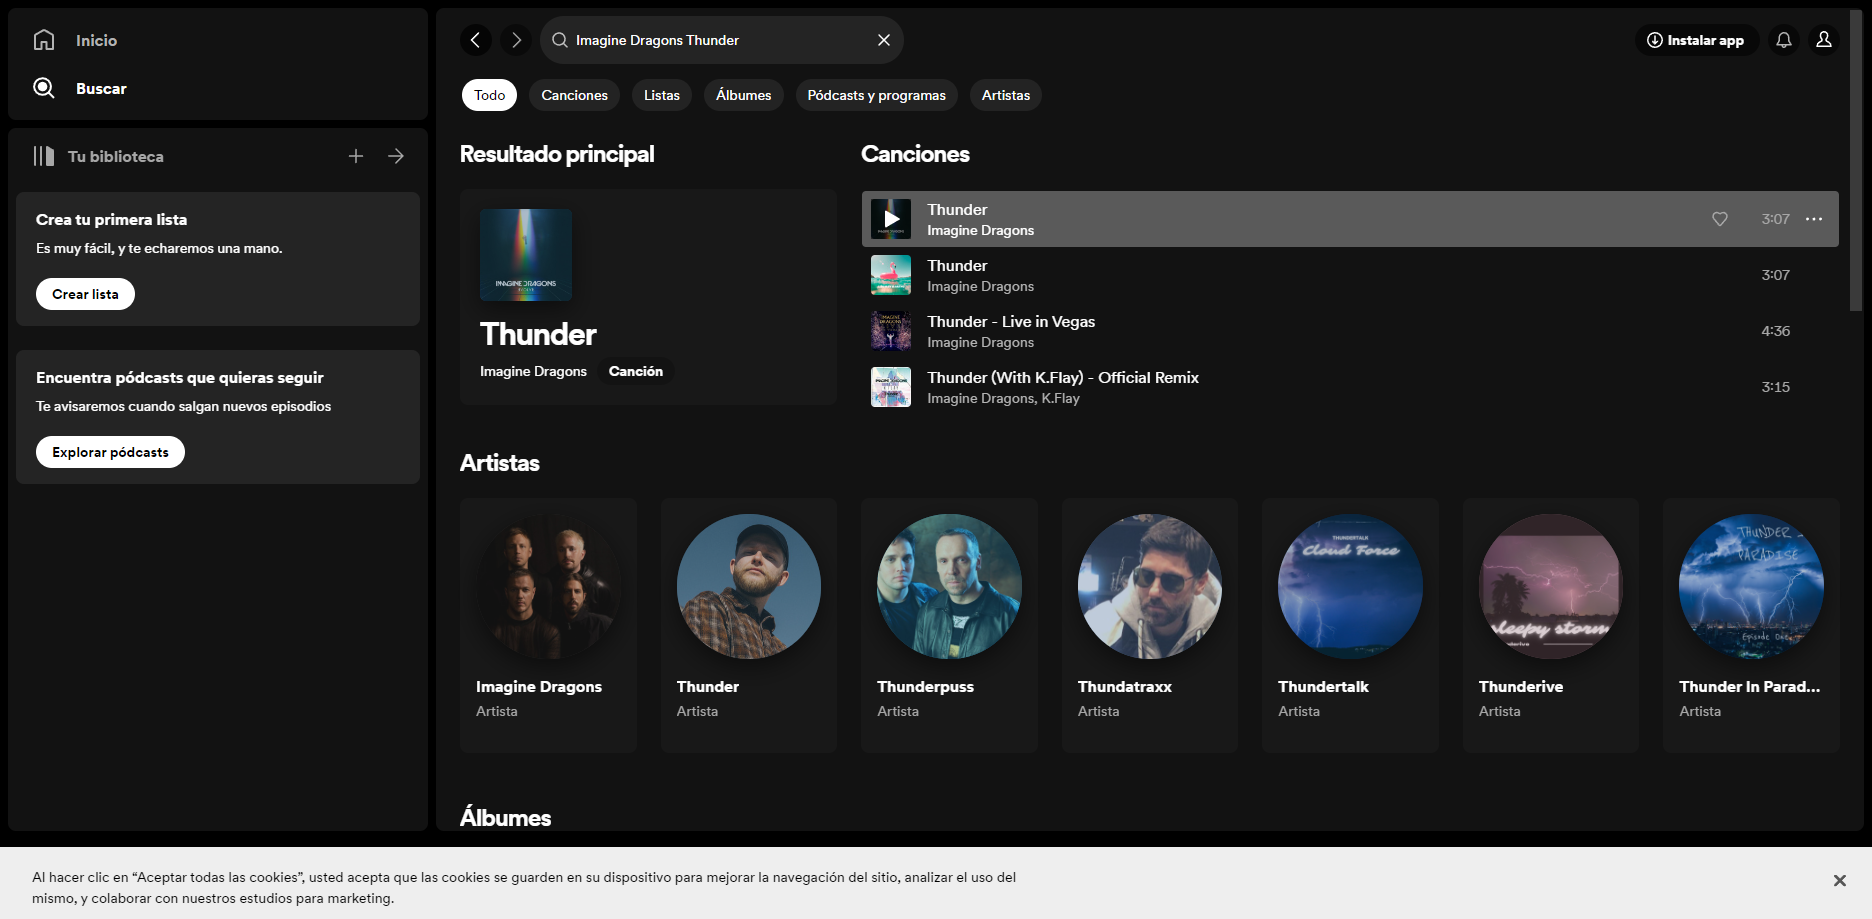 Inicio
Buscar
Tu biblioteca
Crea tu primera lista
Es muy fácil, y te echaremos una mano.
Crear lista
Encuentra pódcasts que quieras seguir
Te avisaremos cuando salgan nuevos episodios
Explorar pódcasts
Imagine Dragons Thunder
Instalar app
Todo
Canciones
Listas
Álbumes
Pódcasts y programas
Artistas
Resultado principal
IMAGINE DRAGONS
Thunder
Imagine Dragons
Canción
Canciones
Thunder
Imagine Dragons
3:07
Thunder
Imagine Dragons
3:07
Thunder - Live in Vegas
Imagine Dragons
4:36
Thunder (With K.Flay) - Official Remix
Imagine Dragons, K.Flay
3:15
Artistas
Imagine Dragons
Artista
Thunder
Artista
Thunderpuss
Artista
Thundatraxx
Artista
THUNDERTALK
Cloud Force
Thundertalk
Artista
sleepy storm
Thunderive
Artista
THUNDER
PARADISE
Episode One
Thunder In Parad...
Artista
Álbumes
Al hacer clic en “Aceptar todas las cookies”, usted acepta que las cookies se guarden en su dispositivo para mejorar la navegación del sitio, analizar el uso del
mismo, y colaborar con nuestros estudios para marketing.